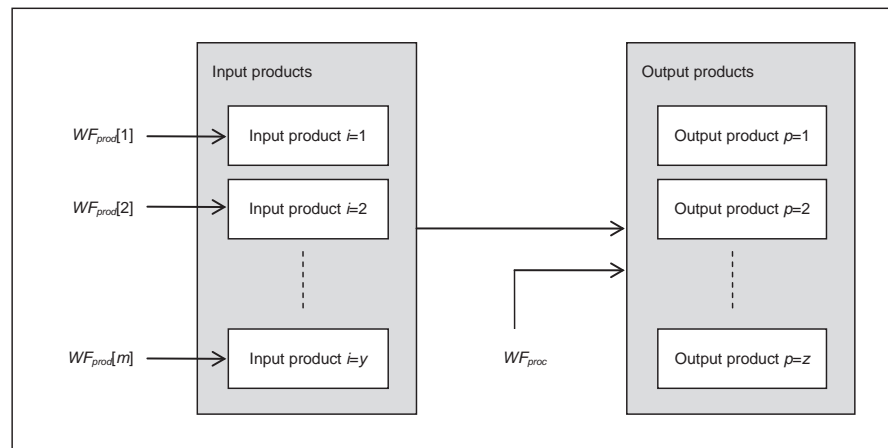 Input products
Output products
WFprod[1]
Input product i=1
Output product p=1
WFprod[2]
Input product i=2
Output product p=2
WFprod[m]
Input product i=y
WFproc
Output product p=z